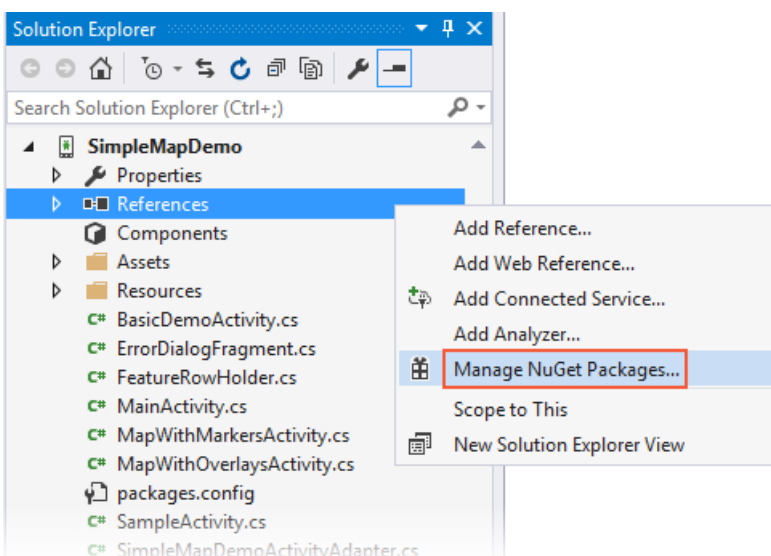 Solution Explorer
Search Solution Explorer (Ctrl+;)
SimpleMapDemo
Properties
References
Components
Assets
Resources
C# BasicDemoActivity.cs
C# ErrorDialogFragment.cs
C# FeatureRowHolder.cs
C# MainActivity.cs
C# MapWithMarkersActivity.cs
C# MapWithOverlaysActivity.cs
packages.config
C# SampleActivity.cs
C# SimpleMapDemoActivityAdapter.cs
Add Reference...
Add Web Reference...
Add Connected Service...
Add Analyzer...
Manage NuGet Packages...
Scope to This
New Solution Explorer View